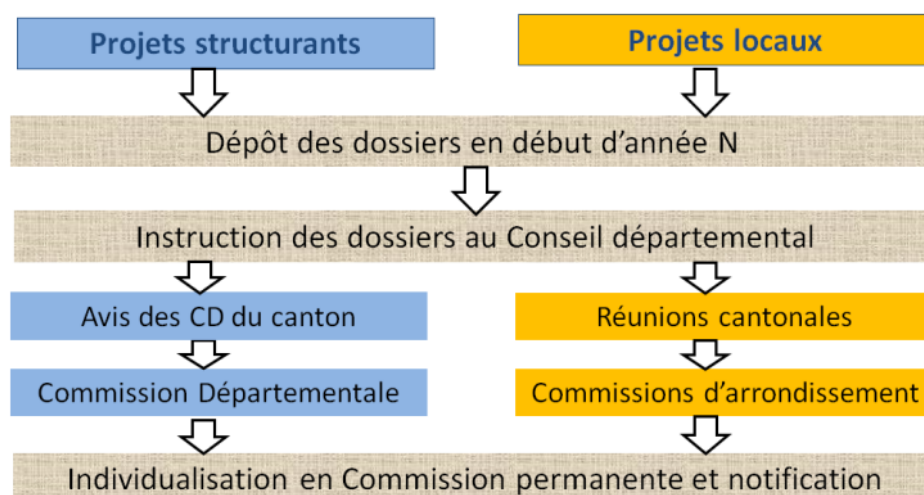 Projets structurants
Projets locaux
Dépôt des dossiers en début d’année N
Instruction des dossiers au Conseil départemental
Avis des CD du canton
Réunions cantonales
Commission Départementale
Commissions d’arrondissement
Individualisation en Commission permanente et notification